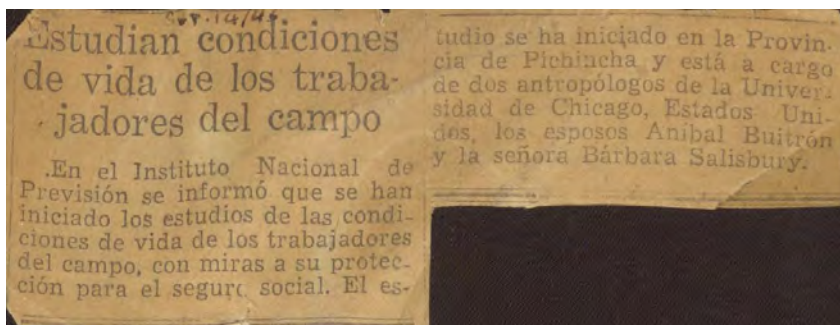 Sep. 14/46
Estudian condiciones
de vida de los traba-
jadores del campo
.En el Instituto Nacional de
Previsión se informó que se han
iniciado los estudios de las condi-
ciones de vida de los trabajadores
del campo, con miras a su protec-
ción para el seguro social. El es-
tudio se ha iniciado en la Provin-
cia de Pichincha y está a cargo
de dos antropólogos de la Univer-
sidad de Chicago, Estados Uni-
dos, los esposos Aníbal Buitrón
y la señora Bárbara Salisbury.